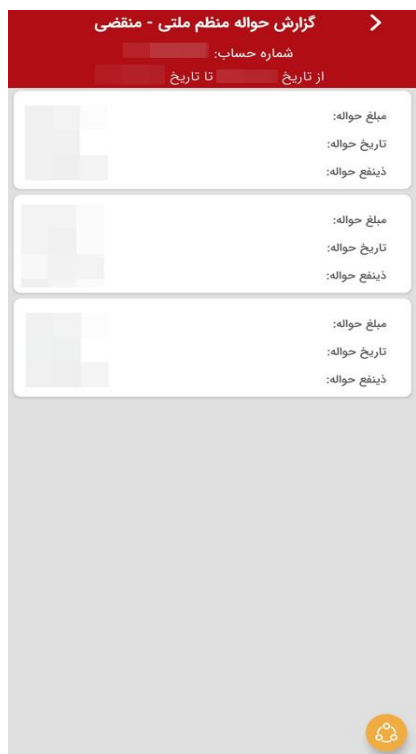 گزارش حواله منظم ملتی - منقضی
شماره حساب:
از تاریخ تا تاریخ
مبلغ حواله:
تاریخ حواله:
ذینفع حواله:
مبلغ حواله:
تاریخ حواله:
ذینفع حواله:
مبلغ حواله:
تاریخ حواله:
ذینفع حواله: